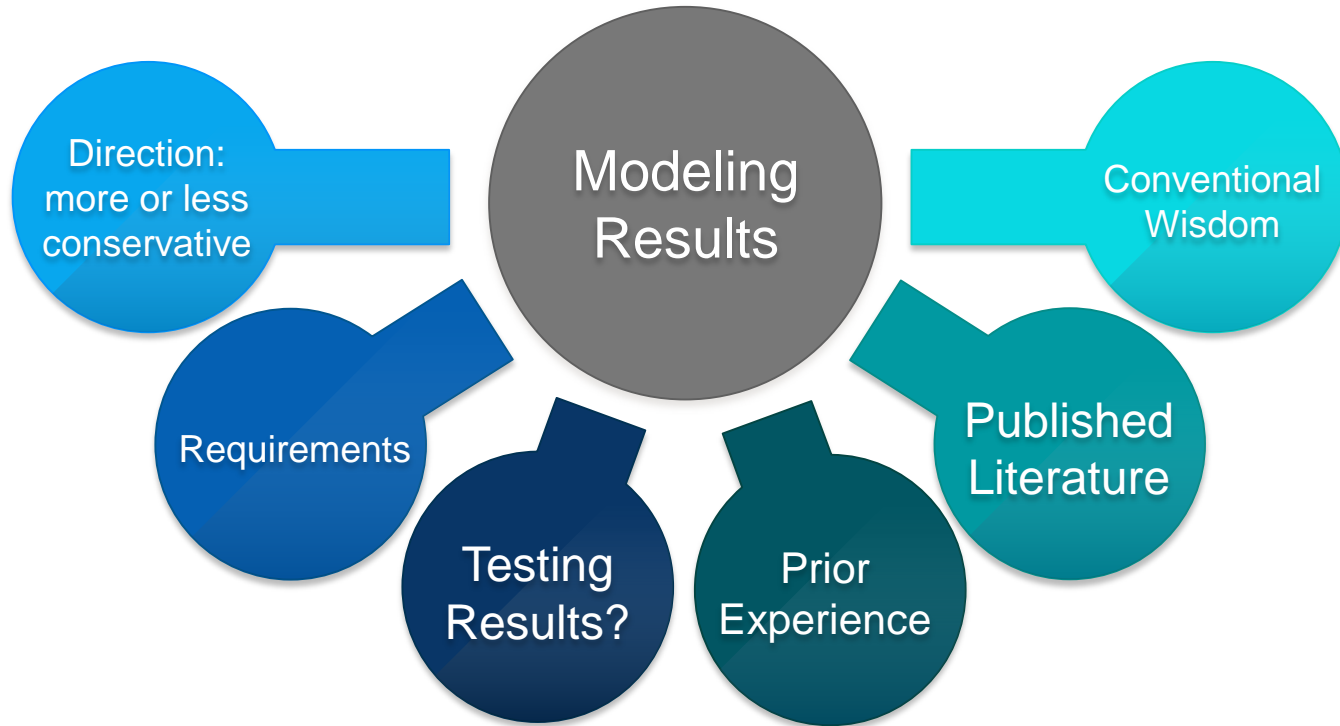 Modeling
Results
Direction:
more or less
conservative
Requirements
Testing
Results?
Prior
Experience
Published
Literature
Conventional
Wisdom